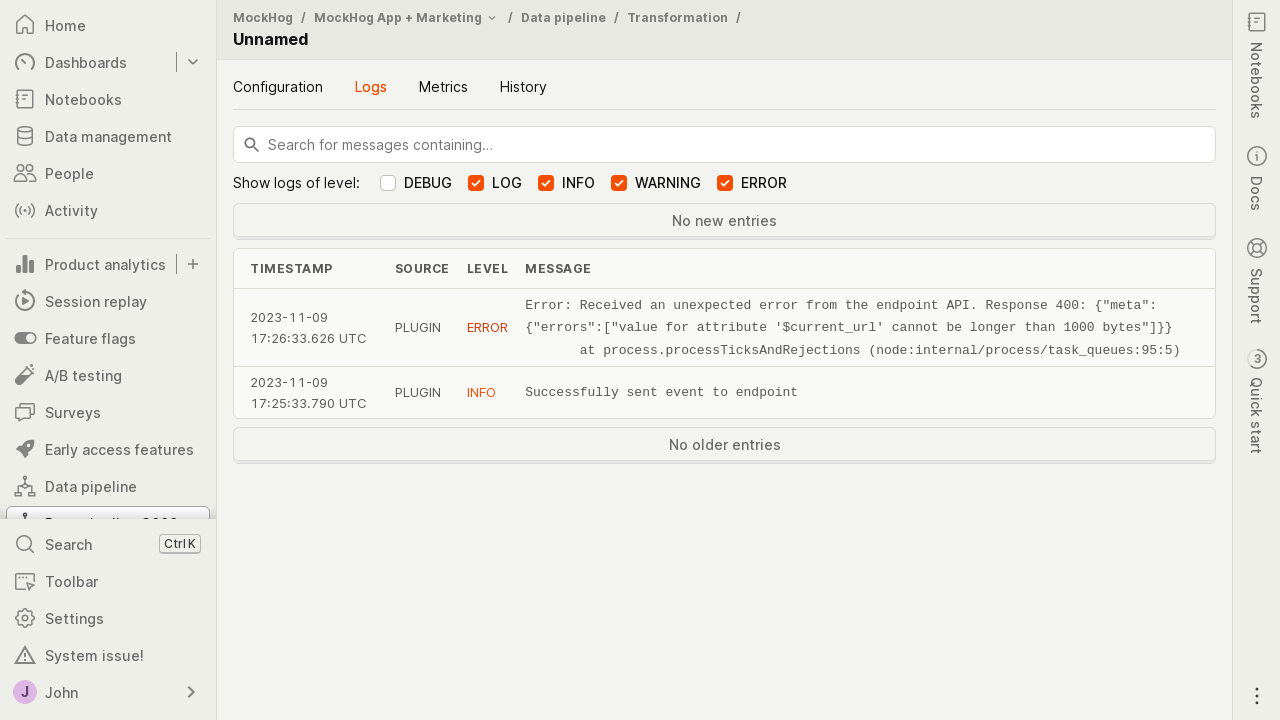 Home
Dashboards
Notebooks
Data management
People
Activity
Product analytics
Session replay
Feature flags
A/B testing
Surveys
Early access features
Data pipeline
Search
Ctrl K
Toolbar
Settings
System issue!
J
John
MockHog / MockHog App + Marketing / Data pipeline / Transformation /
Unnamed
Configuration
Logs
Metrics
History
Search for messages containing…
Show logs of level:
DEBUG
LOG
INFO
WARNING
ERROR
No new entries
TIMESTAMP
SOURCE
LEVEL
MESSAGE
2023-11-09
17:26:33.626 UTC
PLUGIN
ERROR
Error: Received an unexpected error from the endpoint API. Response 400: {"meta":
{"errors":["value for attribute '$current_url' cannot be longer than 1000 bytes"]}}
at process.processTicksAndRejections (node:internal/process/task_queues:95:5)
2023-11-09
17:25:33.790 UTC
PLUGIN
INFO
Successfully sent event to endpoint
No older entries
Notebooks
Docs
Support
3
Quick start